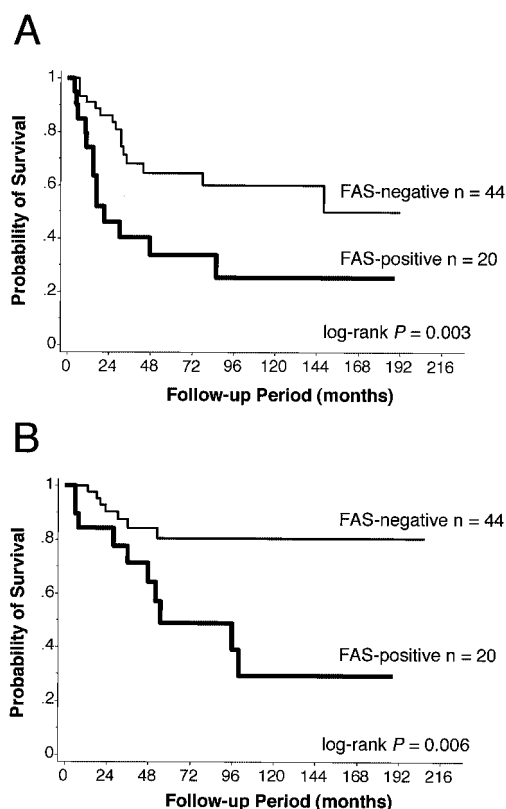 A
Probability of Survival
1
.8
.6
.4
.2
0
FAS-negative n = 44
FAS-positive n = 20
log-rank P = 0.003
0 24 48 72 96 120 144 168 192 216
Follow-up Period (months)
B
Probability of Survival
1
.8
.6
.4
.2
0
FAS-negative n = 44
FAS-positive n = 20
log-rank P = 0.006
0 24 48 72 96 120 144 168 192 216
Follow-up Period (months)